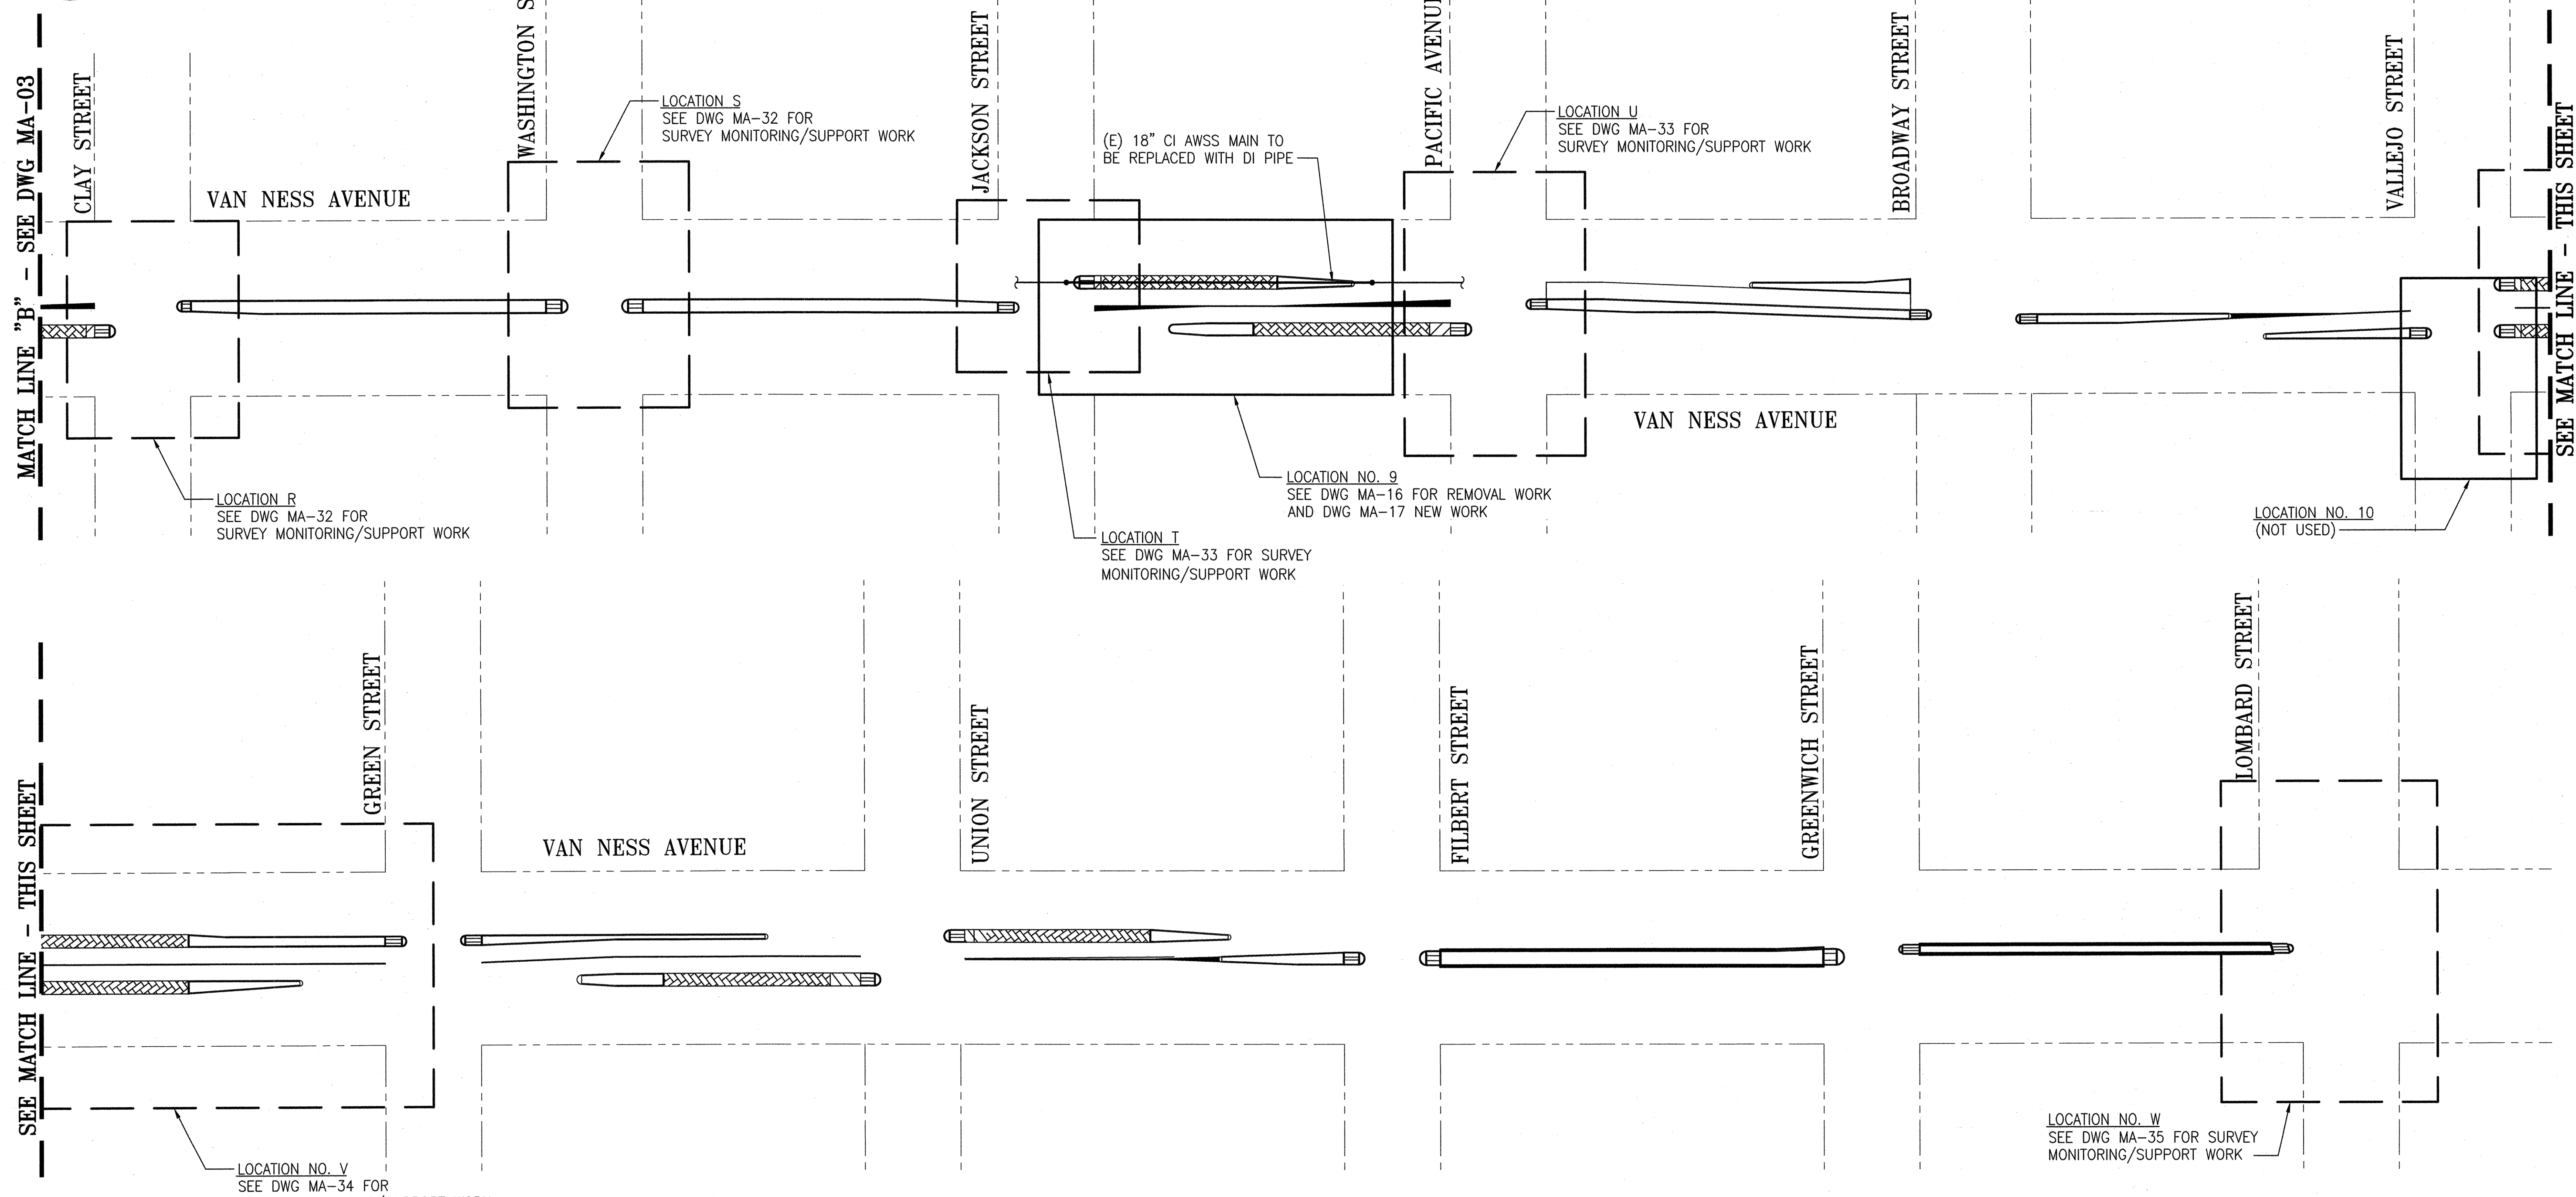 MATCH LINE "B" - SEE DWG MA-03
CLAY STREET
VAN NESS AVENUE
WASHINGTON
LOCATION S
SEE DWG MA-32 FOR
SURVEY MONITORING/SUPPORT WORK
JACKSON STREET
(E) 18" CI AWSS MAIN TO
BE REPLACED WITH DI PIPE
PACIFIC AVENUE
LOCATION U
SEE DWG MA-33 FOR
SURVEY MONITORING/SUPPORT WORK
BROADWAY STREET
VALLEJO STREET
SEE MATCH LINE - THIS SHEET
VAN NESS AVENUE
LOCATION R
SEE DWG MA-32 FOR
SURVEY MONITORING/SUPPORT WORK
LOCATION T
SEE DWG MA-33 FOR SURVEY
MONITORING/SUPPORT WORK
LOCATION NO. 9
SEE DWG MA-16 FOR REMOVAL WORK
AND DWG MA-17 NEW WORK
LOCATION NO. 10
(NOT USED)
SEE MATCH LINE - THIS SHEET
GREEN STREET
VAN NESS AVENUE
UNION STREET
FILBERT STREET
GREENWICH STREET
LOMBARD STREET
LOCATION NO. V
SEE DWG MA-34 FOR
LOCATION NO. W
SEE DWG MA-35 FOR SURVEY
MONITORING/SUPPORT WORK